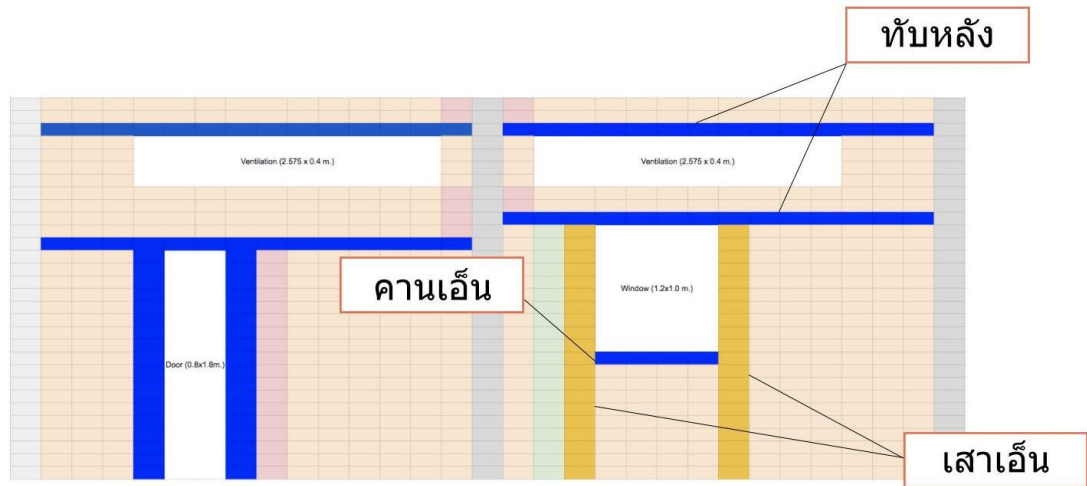 ทับหลัง
Ventilation (2.575 x 0.4 m.)
Ventilation (2.575 x 0.4 m.)
คานเอ็น
Window (1.2x1.0 m.)
Door (0.8x1.8m.)
เสาเอ็น